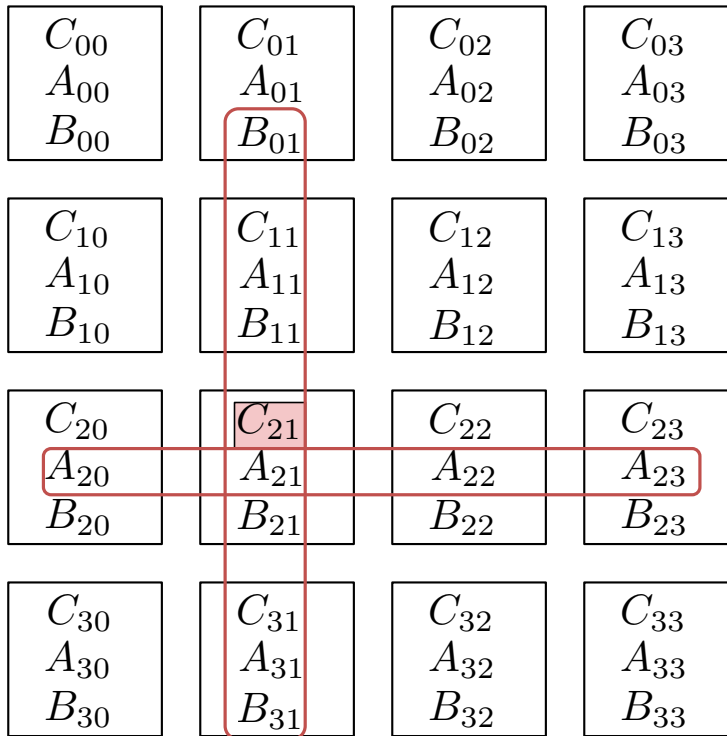 C₀₀ C₀₁ C₀₂ C₀₃
A₀₀ A₀₁ A₀₂ A₀₃
B₀₀ B₀₁ B₀₂ B₀₃
C₁₀ C₁₁ C₁₂ C₁₃
A₁₀ A₁₁ A₁₂ A₁₃
B₁₀ B₁₁ B₁₂ B₁₃
C₂₀ C₂₁ C₂₂ C₂₃
A₂₀ A₂₁ A₂₂ A₂₃
B₂₀ B₂₁ B₂₂ B₂₃
C₃₀ C₃₁ C₃₂ C₃₃
A₃₀ A₃₁ A₃₂ A₃₃
B₃₀ B₃₁ B₃₂ B₃₃